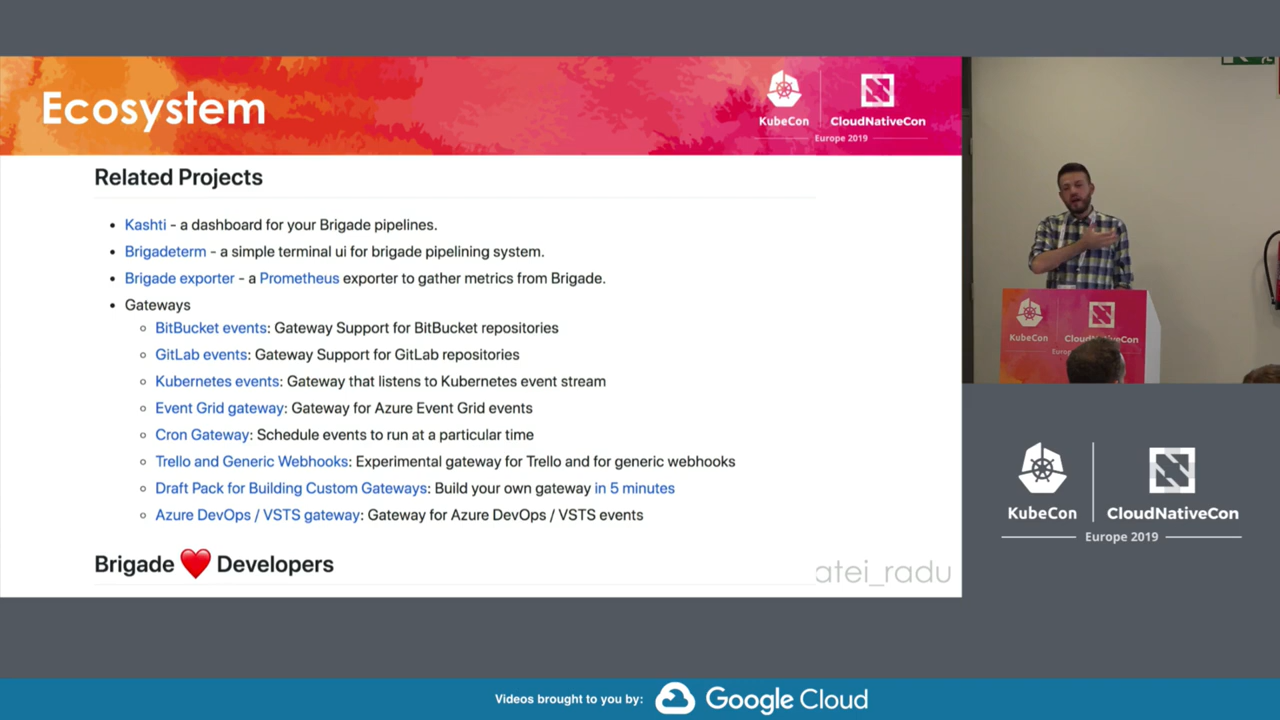 Ecosystem
KubeCon
CloudNativeCon
Europe 2019
Related Projects
• Kashti - a dashboard for your Brigade pipelines.
• Brigadeterm - a simple terminal ui for brigade pipelining system.
• Brigade exporter - a Prometheus exporter to gather metrics from Brigade.
• Gateways
◦ BitBucket events: Gateway Support for BitBucket repositories
◦ GitLab events: Gateway Support for GitLab repositories
◦ Kubernetes events: Gateway that listens to Kubernetes event stream
◦ Event Grid gateway: Gateway for Azure Event Grid events
◦ Cron Gateway: Schedule events to run at a particular time
◦ Trello and Generic Webhooks: Experimental gateway for Trello and for generic webhooks
◦ Draft Pack for Building Custom Gateways: Build your own gateway in 5 minutes
◦ Azure DevOps / VSTS gateway: Gateway for Azure DevOps / VSTS events
Brigade ❤️ Developers
atei_radu
KubeCon
KubeCon
CloudNativeCon
Europe 2019
Videos brought to you by: Google Cloud